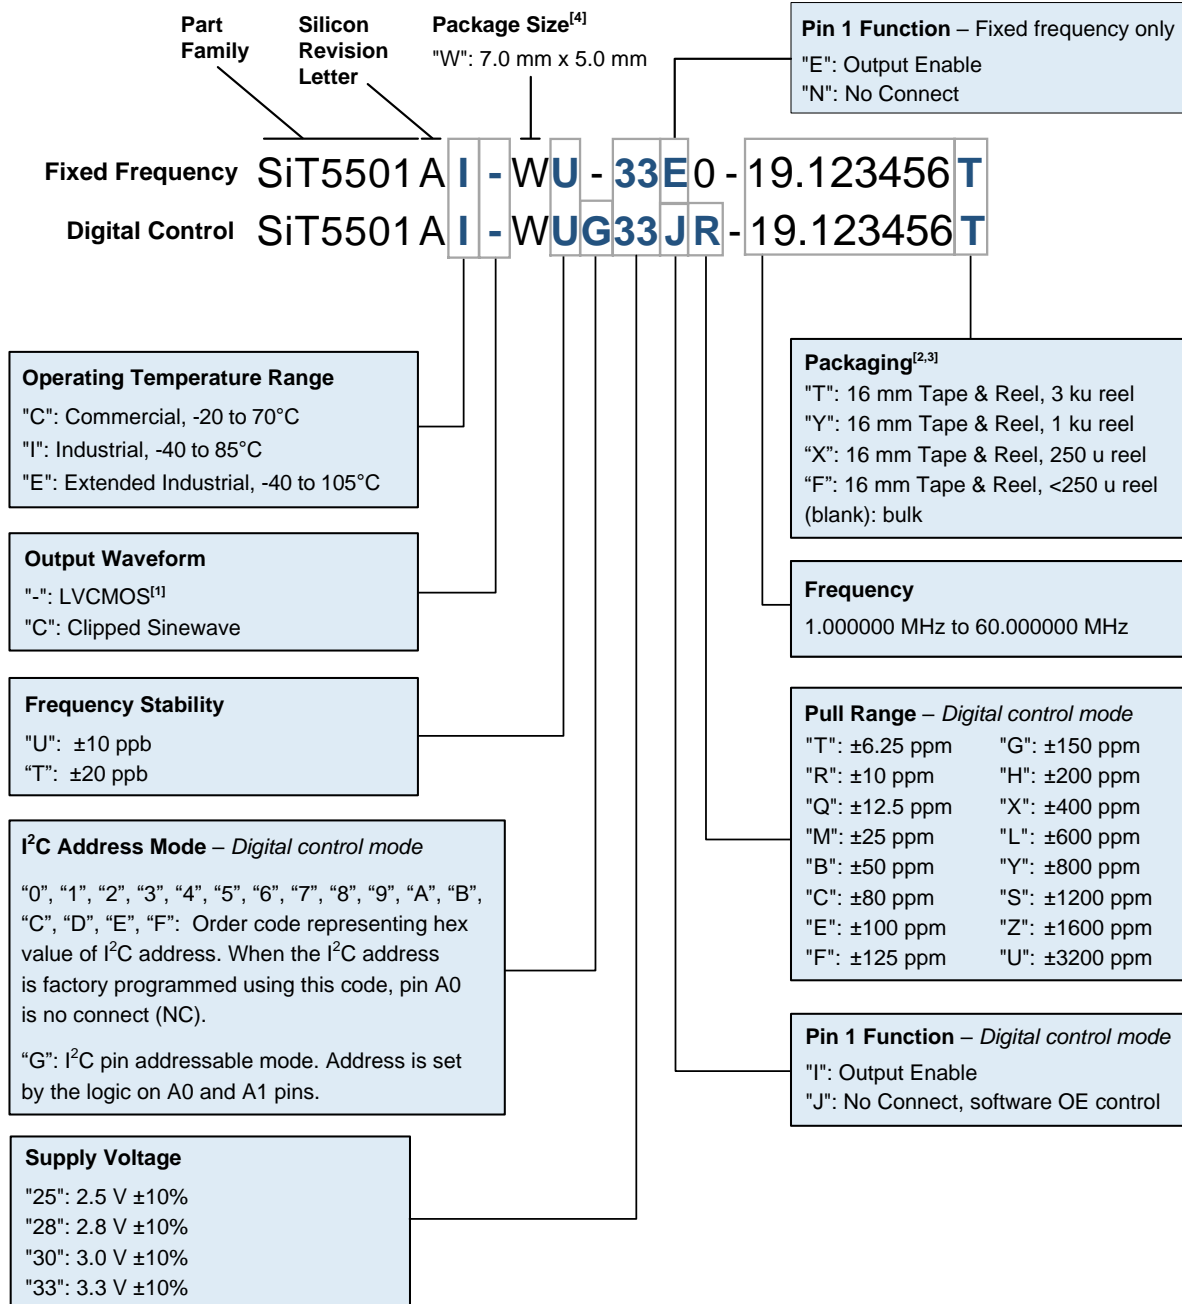 Part Family
Silicon Revision Letter
Package Size[4]
"W": 7.0 mm x 5.0 mm
Pin 1 Function – Fixed frequency only
"E": Output Enable
"N": No Connect
Fixed Frequency SiT5501 A I - W U - 33 E 0 - 19.123456 T
Digital Control SiT5501 A I - W U G 33 J R - 19.123456 T
Operating Temperature Range
"C": Commercial, -20 to 70°C
"I": Industrial, -40 to 85°C
"E": Extended Industrial, -40 to 105°C
Output Waveform
"-": LVCMOS[1]
"C": Clipped Sinewave
Frequency Stability
"U": ±10 ppb
“T”: ±20 ppb
I2C Address Mode – Digital control mode
“0”, “1”, “2”, “3”, “4”, “5”, “6”, “7”, “8”, “9”, “A”, “B”,
“C”, “D”, “E”, “F”: Order code representing hex
value of I2C address. When the I2C address
is factory programmed using this code, pin A0
is no connect (NC).
“G”: I2C pin addressable mode. Address is set
by the logic on A0 and A1 pins.
Supply Voltage
"25": 2.5 V ±10%
"28": 2.8 V ±10%
"30": 3.0 V ±10%
"33": 3.3 V ±10%
Packaging[2,3]
"T": 16 mm Tape & Reel, 3 ku reel
"Y": 16 mm Tape & Reel, 1 ku reel
“X”: 16 mm Tape & Reel, 250 u reel
“F”: 16 mm Tape & Reel, <250 u reel
(blank): bulk
Frequency
1.000000 MHz to 60.000000 MHz
Pull Range – Digital control mode
"T": ±6.25 ppm "G": ±150 ppm
"R": ±10 ppm "H": ±200 ppm
"Q": ±12.5 ppm "X": ±400 ppm
"M": ±25 ppm "L": ±600 ppm
"B": ±50 ppm "Y": ±800 ppm
"C": ±80 ppm "S": ±1200 ppm
"E": ±100 ppm "Z": ±1600 ppm
"F": ±125 ppm "U": ±3200 ppm
Pin 1 Function – Digital control mode
"I": Output Enable
"J": No Connect, software OE control